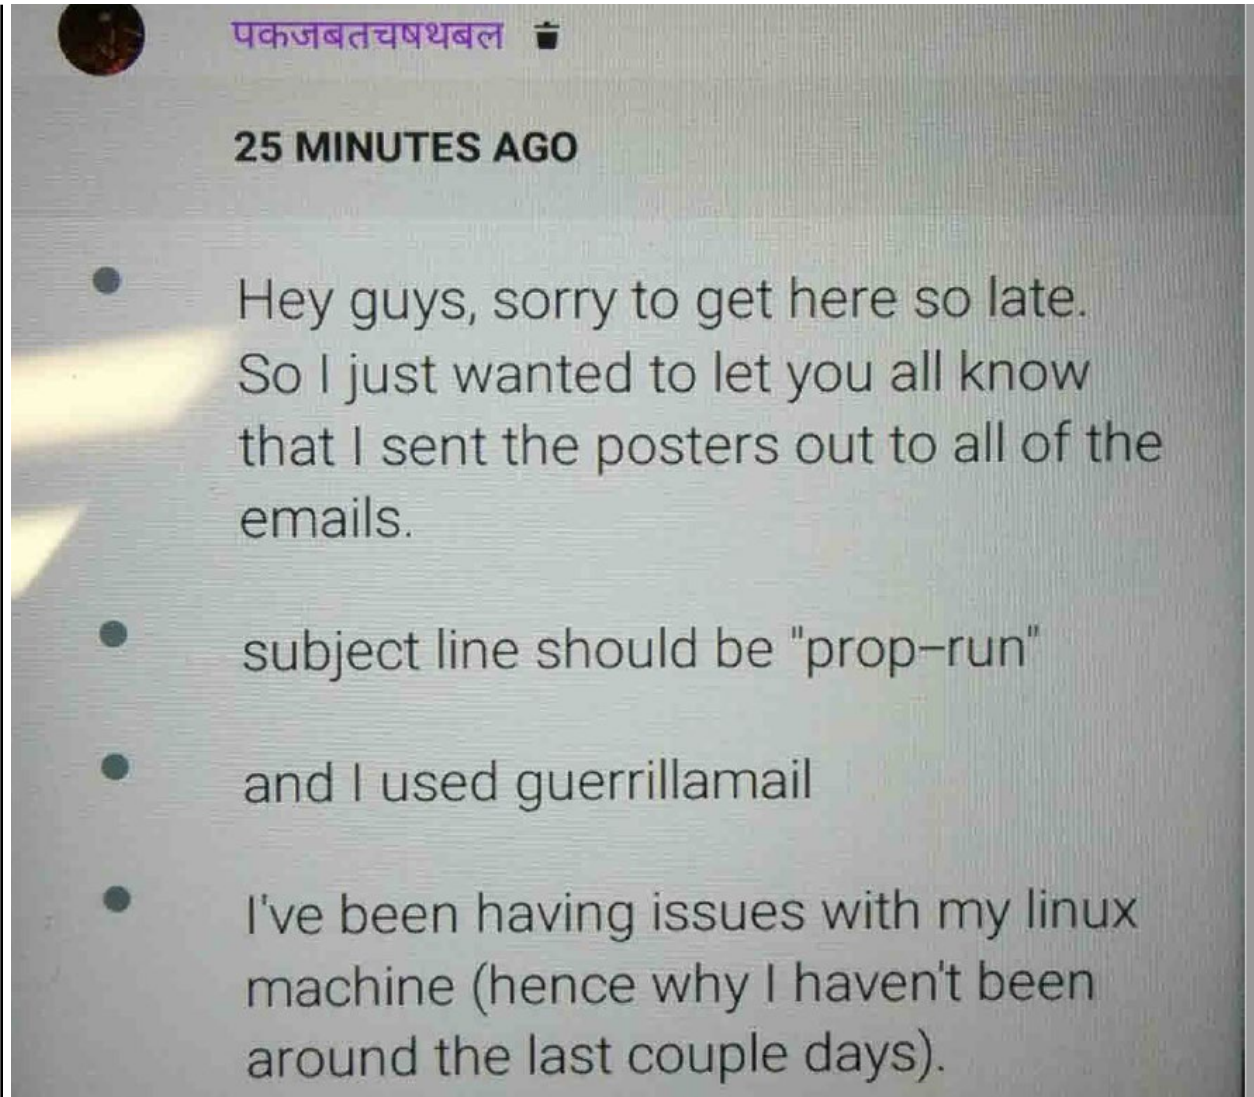 पकजबतचषथबल
25 MINUTES AGO
Hey guys, sorry to get here so late.
So I just wanted to let you all know
that I sent the posters out to all of the
emails.
subject line should be "prop-run"
and I used guerrillamail
I've been having issues with my linux
machine (hence why I haven't been
around the last couple days).